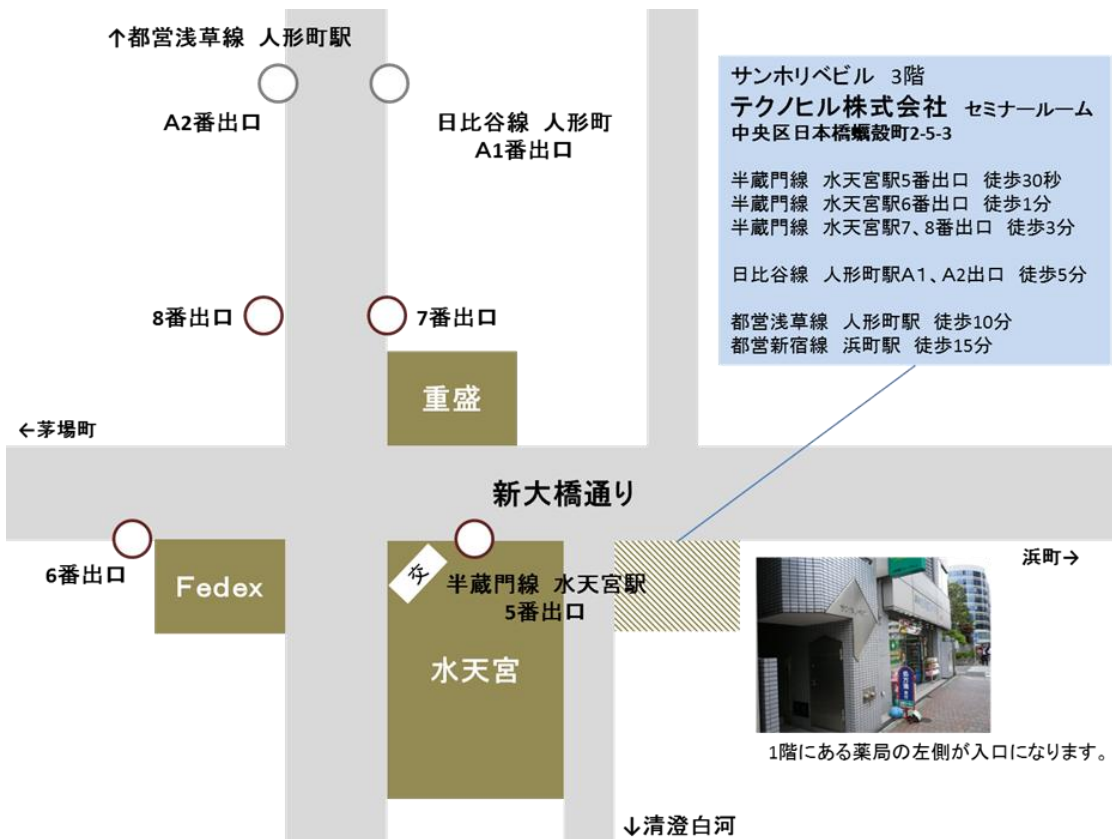 ↑都営浅草線 人形町駅
A2番出口
日比谷線 人形町
A1番出口
サンホリベビル 3階
テクノヒル株式会社 セミナールーム
中央区日本橋蠣殻町2-5-3
半蔵門線 水天宮駅5番出口 徒歩30秒
半蔵門線 水天宮駅6番出口 徒歩1分
半蔵門線 水天宮駅7、8番出口 徒歩3分
日比谷線 人形町駅A1、A2出口 徒歩5分
都営浅草線 人形町駅 徒歩10分
都営新宿線 浜町駅 徒歩15分
8番出口
7番出口
重盛
←茅場町
新大橋通り
6番出口
Fedex
交
半蔵門線 水天宮駅
5番出口
浜町→
水天宮
処方箋
1階にある薬局の左側が入口になります。
↓清澄白河